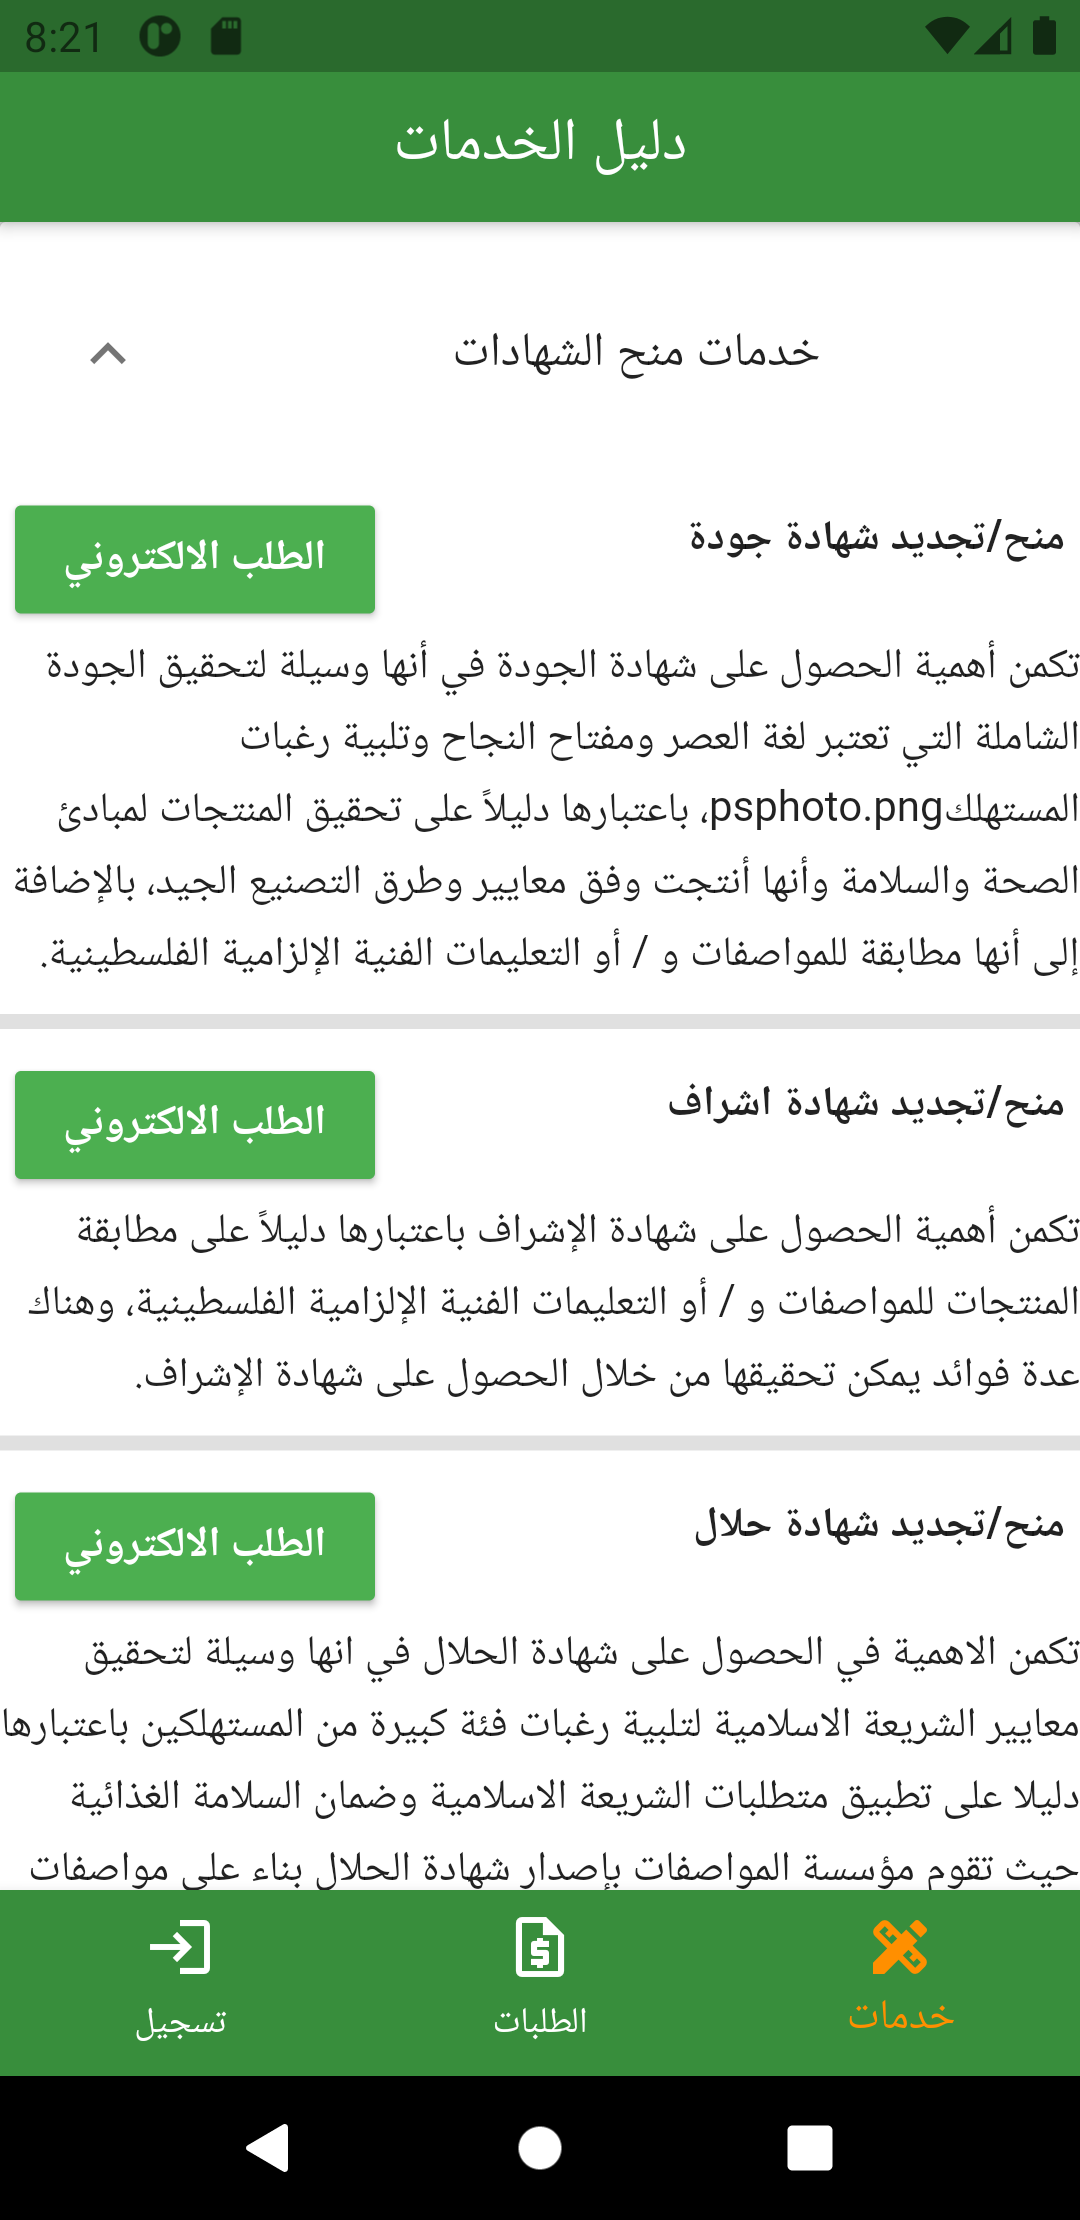 8:21
دليل الخدمات
خدمات منح الشهادات
منح/تجديد شهادة جودة
الطلب الالكتروني
تكمن أهمية الحصول على شهادة الجودة في أنها وسيلة لتحقيق الجودة
الشاملة التي تعتبر لغة العصر ومفتاح النجاح وتلبية رغبات
المستهلكpsphoto.png، باعتبارها دليلاً على تحقيق المنتجات لمبادئ
الصحة والسلامة وأنها أنتجت وفق معايير وطرق التصنيع الجيد، بالإضافة
إلى أنها مطابقة للمواصفات و / أو التعليمات الفنية الإلزامية الفلسطينية.
منح/تجديد شهادة اشراف
الطلب الالكتروني
تكمن أهمية الحصول على شهادة الإشراف باعتبارها دليلاً على مطابقة
المنتجات للمواصفات و / أو التعليمات الفنية الإلزامية الفلسطينية، وهناك
عدة فوائد يمكن تحقيقها من خلال الحصول على شهادة الإشراف.
منح/تجديد شهادة حلال
الطلب الالكتروني
تكمن الاهمية في الحصول على شهادة الحلال في انها وسيلة لتحقيق
معايير الشريعة الاسلامية لتلبية رغبات فئة كبيرة من المستهلكين باعتبارها
دليلا على تطبيق متطلبات الشريعة الاسلامية وضمان السلامة الغذائية
حيث تقوم مؤسسة المواصفات بإصدار شهادة الحلال بناء على مواصفات
خدمات
الطلبات
تسجيل